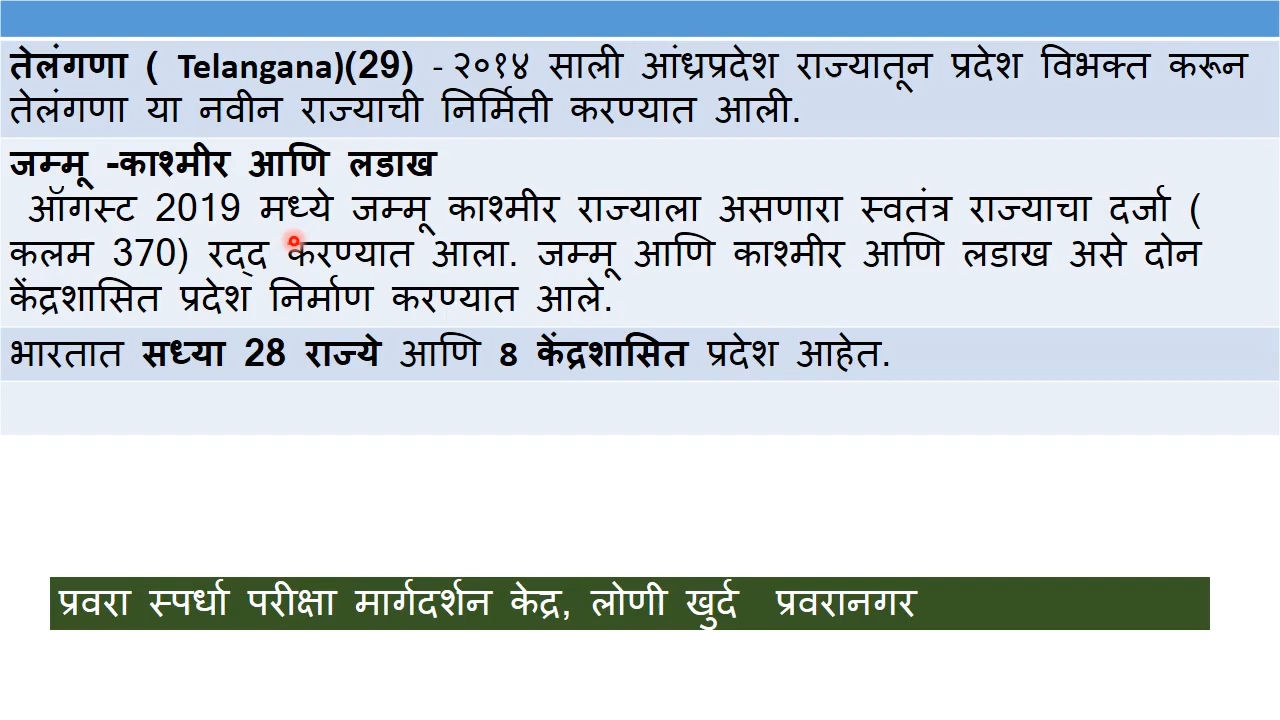 तेलंगणा ( Telangana)(29) - २०१४ साली आंध्रप्रदेश राज्यातून प्रदेश विभक्त करून
तेलंगणा या नवीन राज्याची निर्मिती करण्यात आली.
जम्मू -काश्मीर आणि लडाख
ऑगस्ट 2019 मध्ये जम्मू काश्मीर राज्याला असणारा स्वतंत्र राज्याचा दर्जा (
कलम 370) रद्द करण्यात आला. जम्मू आणि काश्मीर आणि लडाख असे दोन
केंद्रशासित प्रदेश निर्माण करण्यात आले.
भारतात सध्या 28 राज्ये आणि 8 केंद्रशासित प्रदेश आहेत.
प्रवरा स्पर्धा परीक्षा मार्गदर्शन केद्र, लोणी खुर्द प्रवरानगर